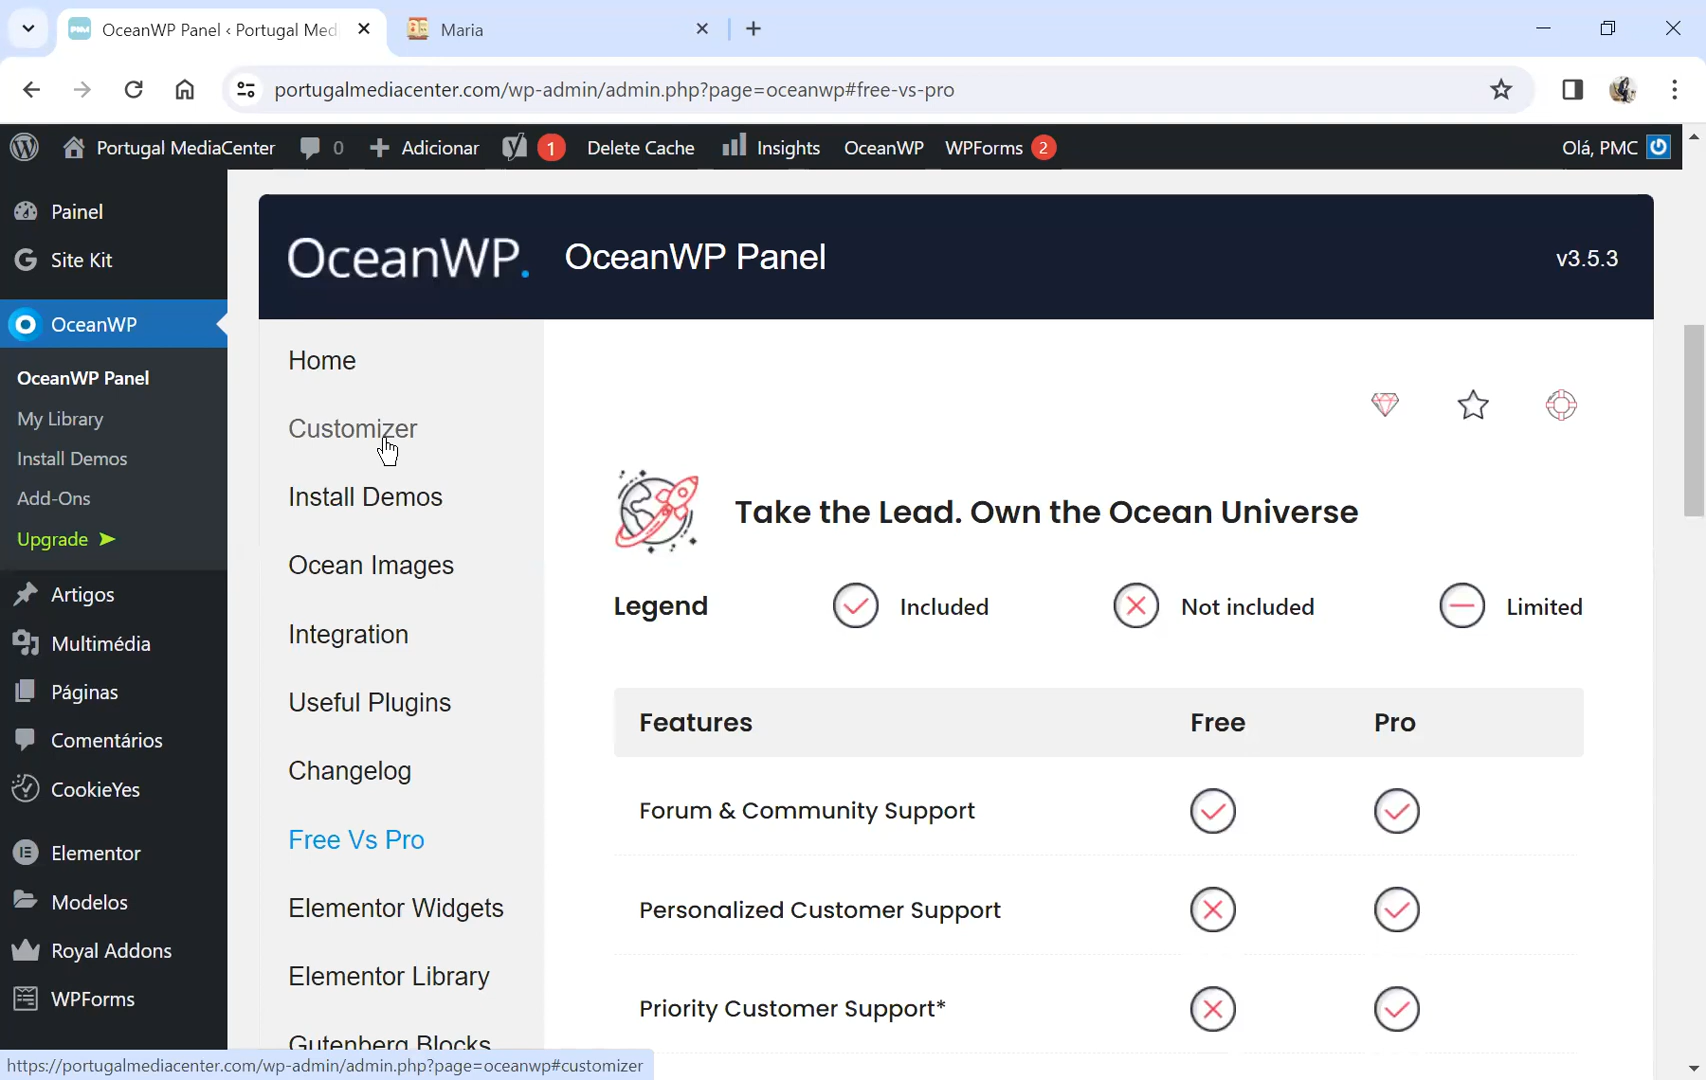 OceanWP Panel ‹ Portugal Med
Maria
portugalmediacenter.com/wp-admin/admin.php?page=oceanwp#free-vs-pro
Portugal MediaCenter
0
Adicionar
1
Delete Cache
Insights
OceanWP
WPForms 2
Olá, PMC
Painel
Site Kit
OceanWP
OceanWP Panel
My Library
Install Demos
Add-Ons
Upgrade ➤
Artigos
Multimédia
Páginas
Comentários
CookieYes
Elementor
Modelos
Royal Addons
WPForms
OceanWP.
OceanWP Panel
v3.5.3
Home
Customizer
Install Demos
Ocean Images
Integration
Useful Plugins
Changelog
Free Vs Pro
Elementor Widgets
Elementor Library
Gutenberg Blocks
Take the Lead. Own the Ocean Universe
Legend
Included
Not included
Limited
Features Free Pro
Forum & Community Support
Personalized Customer Support
Priority Customer Support*
https://portugalmediacenter.com/wp-admin/admin.php?page=oceanwp#customizer